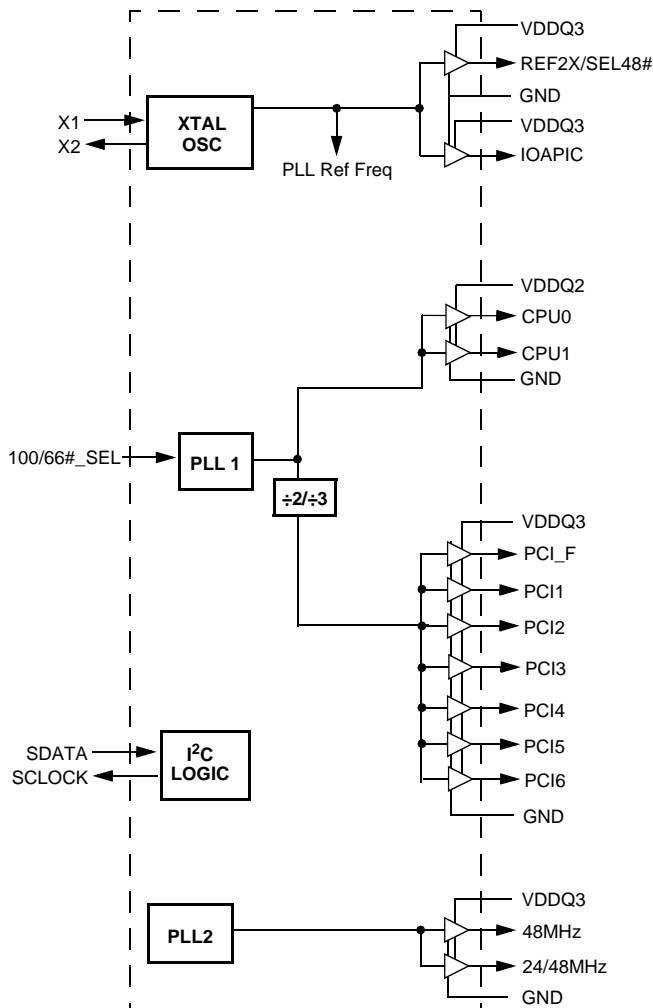 VDDQ3
REF2X/SEL48#
GND
X1
X2
XTAL
OSC
VDDQ3
IOAPIC
PLL Ref Freq
VDDQ2
CPU0
CPU1
GND
100/66#_SEL
PLL 1
÷2/÷3
VDDQ3
PCI_F
PCI1
PCI2
PCI3
PCI4
PCI5
PCI6
GND
SDATA
SCLOCK
I²C
LOGIC
PLL2
VDDQ3
48MHz
24/48MHz
GND